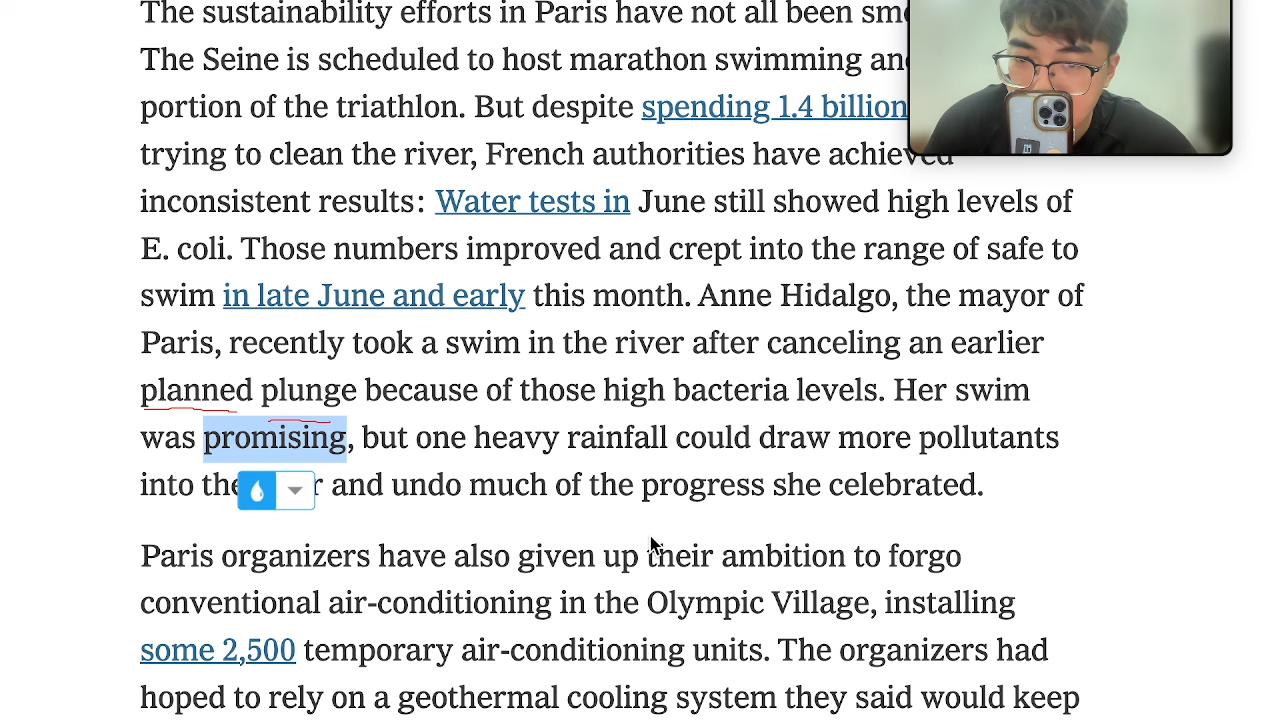 The sustainability efforts in Paris have not all been
The Seine is scheduled to host marathon swimming
portion of the triathlon. But despite spending 1.4 billion
trying to clean the river, French authorities have achieved
inconsistent results: Water tests in June still showed high levels of
E. coli. Those numbers improved and crept into the range of safe to
swim in late June and early this month. Anne Hidalgo, the mayor of
Paris, recently took a swim in the river after canceling an earlier
planned plunge because of those high bacteria levels. Her swim
was promising, but one heavy rainfall could draw more pollutants
into and undo much of the progress she celebrated.
Paris organizers have also given up their ambition to forgo
conventional air-conditioning in the Olympic Village, installing
some 2,500 temporary air-conditioning units. The organizers had
hoped to rely on a geothermal cooling system they said would keep